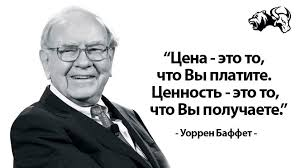 “Цена - это то,
что Вы платите.
Ценность - это то,
что Вы получаете.”
- Уоррен Баффет -